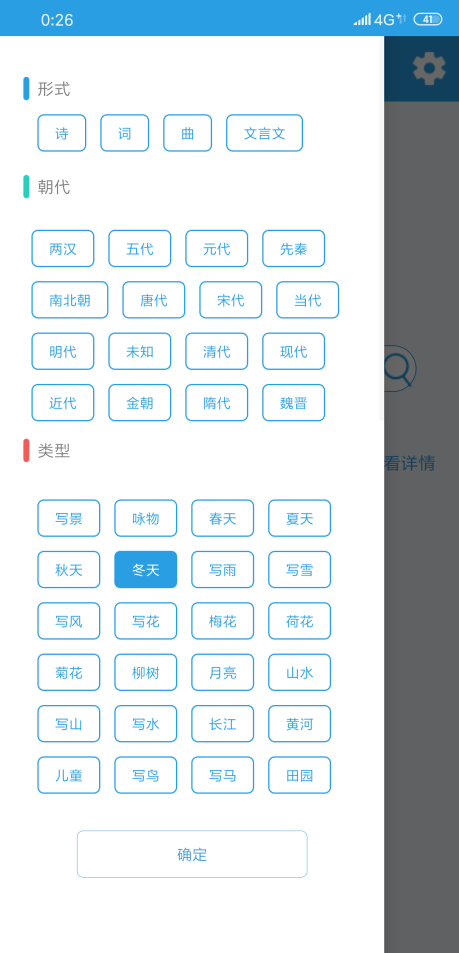 0:26 4G 41
形式
诗 词 曲 文言文
朝代
两汉 五代 元代 先秦
南北朝 唐代 宋代 当代
明代 未知 清代 现代
近代 金朝 隋代 魏晋
看详情
类型
写景 咏物 春天 夏天
秋天 冬天 写雨 写雪
写风 写花 梅花 荷花
菊花 柳树 月亮 山水
写山 写水 长江 黄河
儿童 写鸟 写马 田园
确定